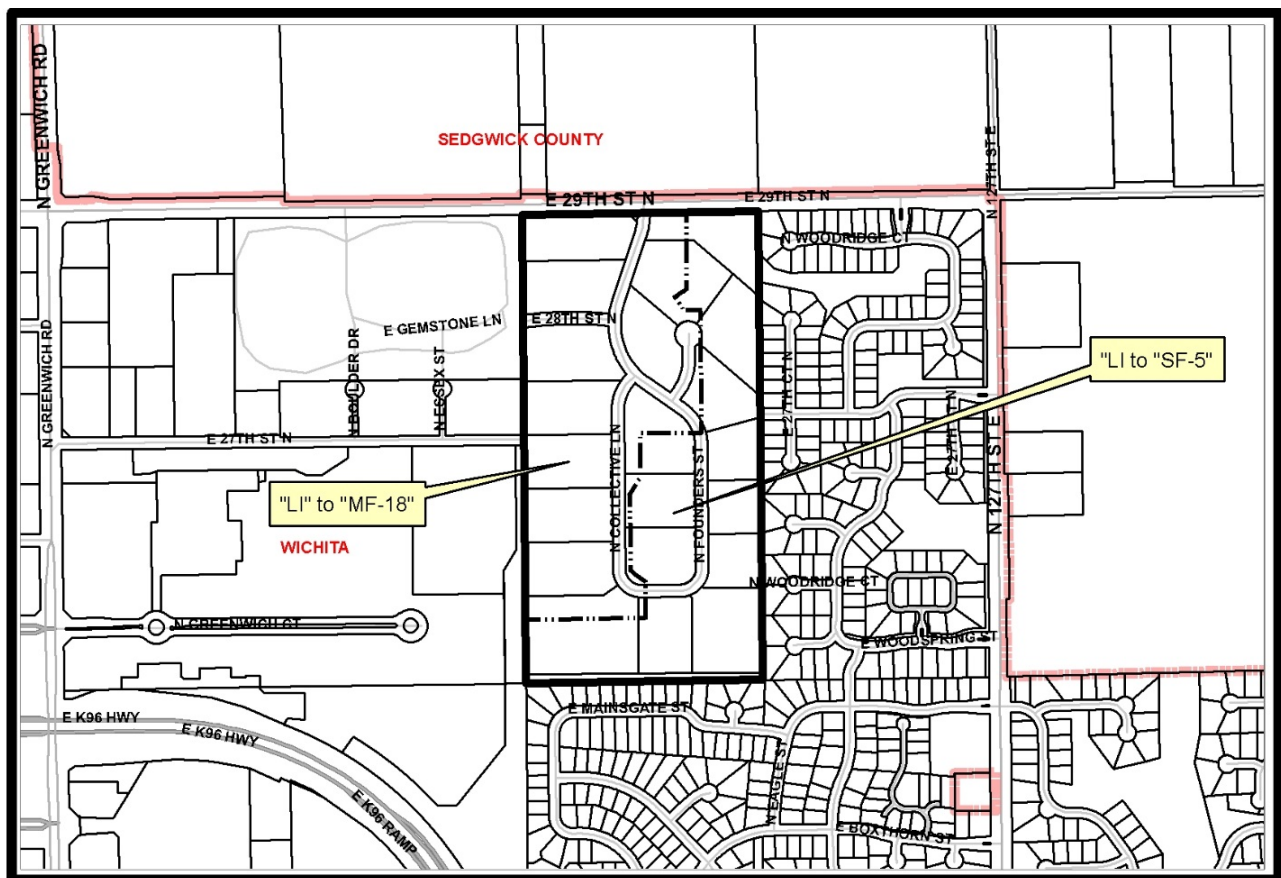 N GREENWICH RD
SEDGWICK COUNTY
N 127TH ST E
E 29TH ST N
E 29TH ST N
N WOODRIDGE CT
E 28TH ST N
E GEMSTONE LN
N GREENWICH RD
N BOULDER DR
N ESSEX ST
"LI to "SF-5"
E 27TH CT N
E 27TH ST N
E 27TH ST N
N COLLECTIVE LN
N FOUNDERS ST
N 127TH ST E
"LI" to "MF-18"
WICHITA
N WOODRIDGE CT
N GREENWICH CT
E WOODSPRING ST
E MAINSGATE ST
E K96 HWY
E K96 HWY
N EAGLE ST
E K96 RAMP
E BOXTHORN ST